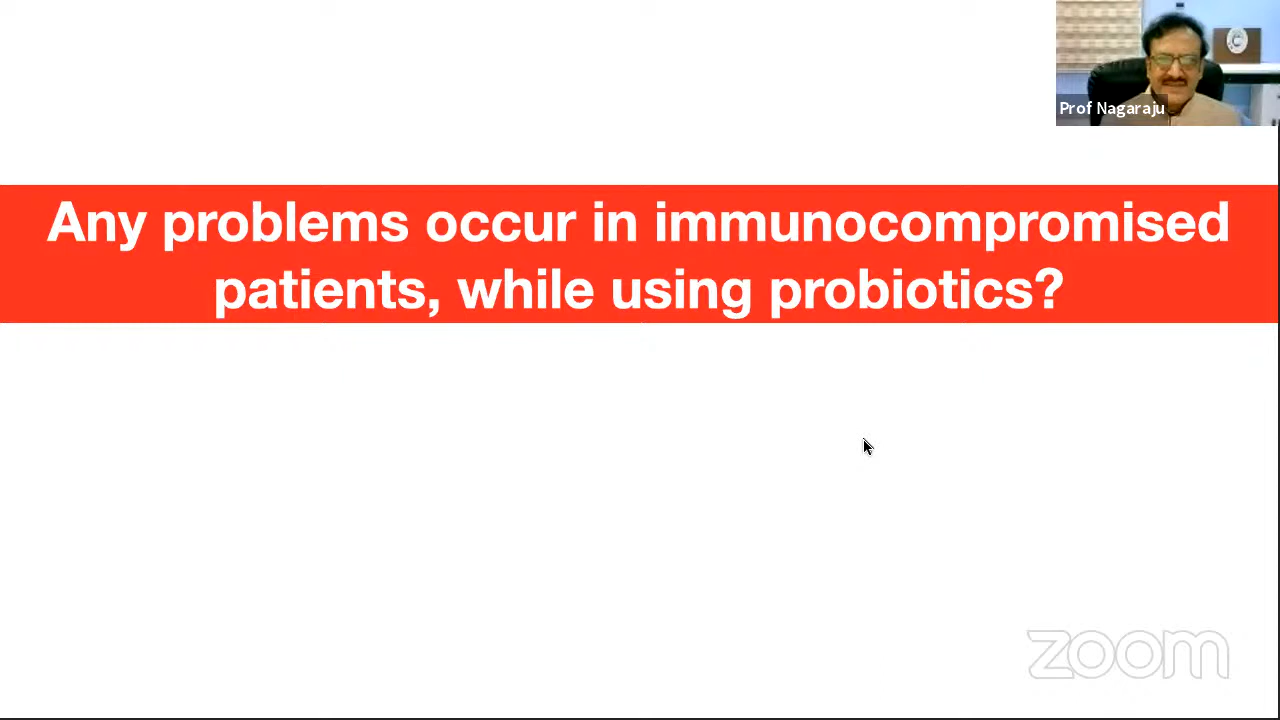 Prof Nagaraju
Any problems occur in immunocompromised
patients, while using probiotics?
zoom